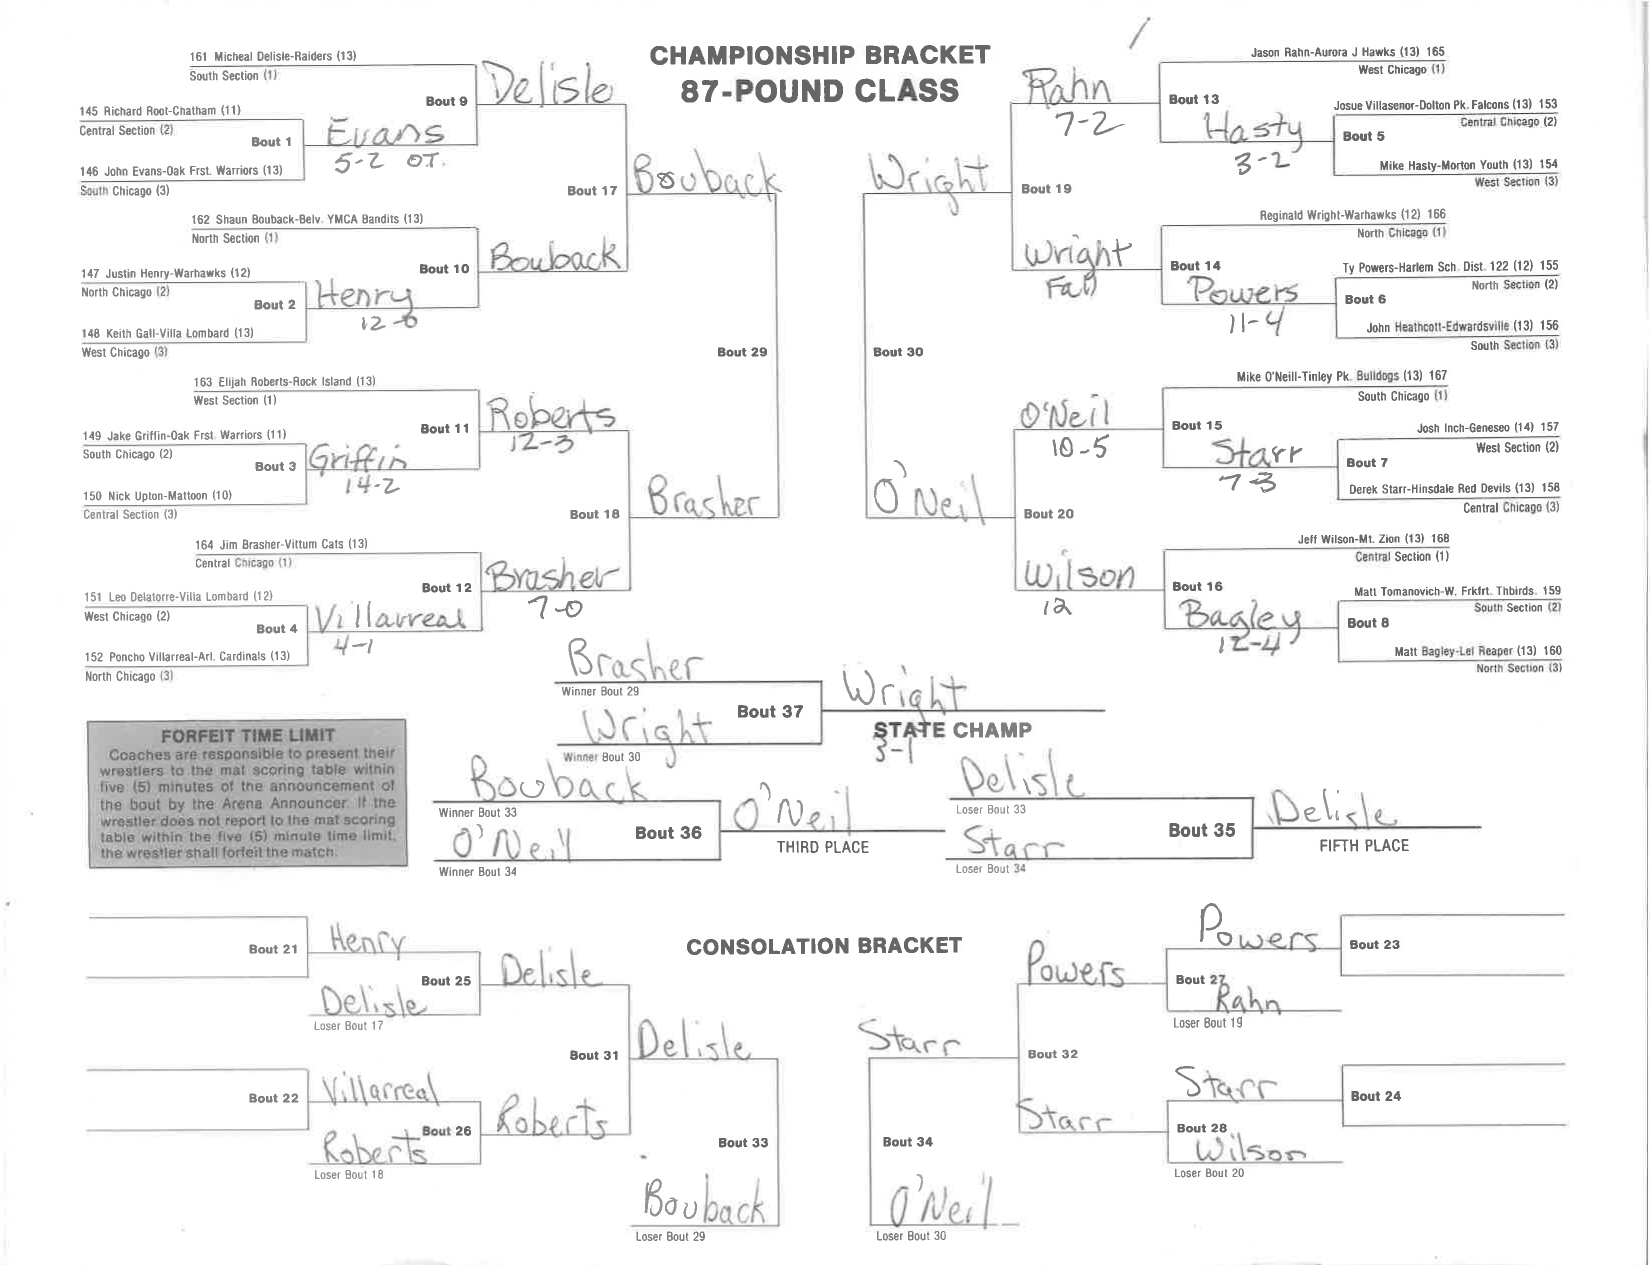 CHAMPIONSHIP BRACKET
87-POUND CLASS
161 Micheal Delisle-Raiders (13)
South Section (1)
Bout 9
Delisle
145 Richard Root-Chatham (11)
Central Section (2)
Bout 1
Evans
5-2 OT.
146 John Evans-Oak Frst. Warriors (13)
South Chicago (3)
Bout 17
Bouback
162 Shaun Bouback-Belv. YMCA Bandits (13)
North Section (1)
Bout 10
Bouback
147 Justin Henry-Warhawks (12)
North Chicago (2)
Bout 2
Henry
12-6
148 Keith Gall-Villa Lombard (13)
West Chicago (3)
Bout 29
163 Elijah Roberts-Rock Island (13)
West Section (1)
Bout 11
Roberts
12-3
149 Jake Griffin-Oak Frst. Warriors (11)
South Chicago (2)
Bout 3
Griffin
14-2
150 Nick Upton-Mattoon (10)
Central Section (3)
Bout 18
Brasher
164 Jim Brasher-Vittum Cats (13)
Central Chicago (1)
Bout 12
Brasher
7-0
151 Leo Delatorre-Villa Lombard (12)
West Chicago (2)
Bout 4
Villarreal
4-1
152 Poncho Villarreal-Arl. Cardinals (13)
North Chicago (3)
Jason Rahn-Aurora J Hawks (13) 165
West Chicago (1)
Rahn
7-2
Bout 13
Josue Villasenor-Dolton Pk. Falcons (13) 153
Central Chicago (2)
Hasty
3-2
Bout 5
Mike Hasty-Morton Youth (13) 154
West Section (3)
Wright
Bout 19
Reginald Wright-Warhawks (12) 166
North Chicago (1)
Wright
Fall
Bout 14
Ty Powers-Harlem Sch. Dist. 122 (12) 155
North Section (2)
Powers
11-4
Bout 6
John Heathcott-Edwardsville (13) 156
South Section (3)
Bout 30
Mike O'Neill-Tinley Pk. Bulldogs (13) 167
South Chicago (1)
O'Neil
10-5
Bout 15
Josh Inch-Geneseo (14) 157
West Section (2)
Starr
7-3
Bout 7
Derek Starr-Hinsdale Red Devils (13) 158
Central Chicago (3)
O'Neil
Bout 20
Jeff Wilson-Mt. Zion (13) 168
Central Section (1)
Wilson
12
Bout 16
Matt Tomanovich-W. Frkfrt. Thbirds. 159
South Section (2)
Bagley
12-4
Bout 8
Matt Bagley-Lel Reaper (13) 160
North Section (3)
Brasher
Winner Bout 29
Bout 37
Wright
Winner Bout 30
Wright
STATE CHAMP
3-1
FORFEIT TIME LIMIT
Coaches are responsible to present their
wrestlers to the mat scoring table within
five (5) minutes of the announcement of
the bout by the Arena Announcer. If the
wrestler does not report to the mat scoring
table within the five (5) minute time limit,
the wrestler shall forfeit the match.
Bouback
Winner Bout 33
Bout 36
O'Neil
Winner Bout 34
O'Neil
THIRD PLACE
Delisle
Loser Bout 33
Bout 35
Starr
Loser Bout 34
Delisle
FIFTH PLACE
CONSOLATION BRACKET
Bout 21
Henry
Bout 25
Delisle
Delisle
Loser Bout 17
Bout 31
Delisle
Bout 22
Villarreal
Bout 26
Roberts
Roberts
Loser Bout 18
Bout 33
Bouback
Loser Bout 29
Powers
Bout 23
Powers
Bout 27
Rahn
Loser Bout 19
Starr
Bout 32
Starr
Bout 24
Starr
Bout 28
Wilson
Loser Bout 20
Bout 34
O'Neil
Loser Bout 30